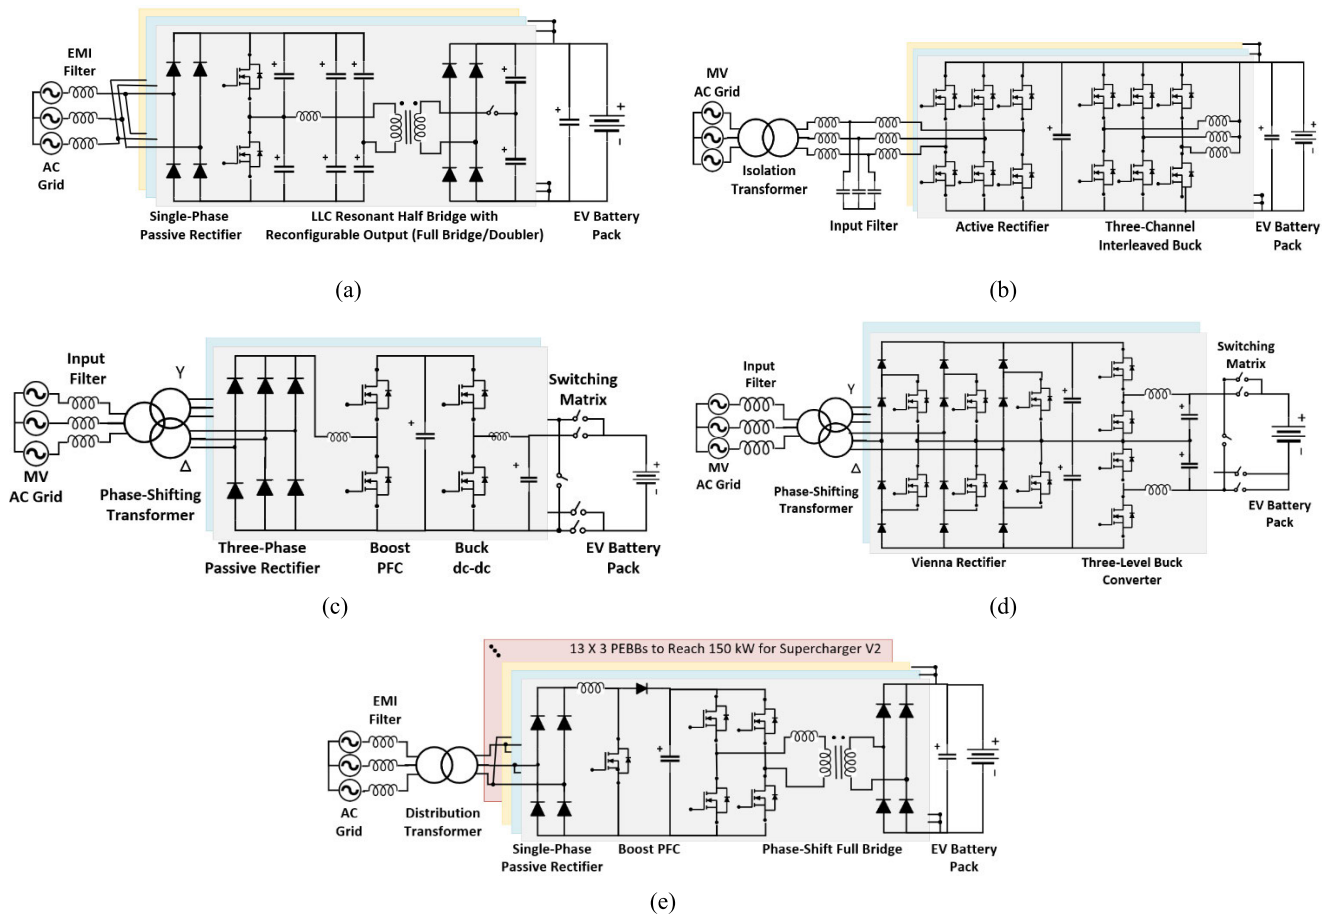 EMI
Filter
AC
Grid
Single-Phase
Passive Rectifier
LLC Resonant Half Bridge with
Reconfigurable Output (Full Bridge/Doubler)
EV Battery
Pack
(a)
MV
AC Grid
Isolation
Transformer
Input Filter
Active Rectifier
Three-Channel
Interleaved Buck
EV Battery
Pack
(b)
Input
Filter
MV
AC Grid
Y
Δ
Phase-Shifting
Transformer
Three-Phase
Passive Rectifier
Boost
PFC
Buck
dc-dc
Switching
Matrix
EV Battery
Pack
(c)
Input
Filter
MV
AC Grid
Y
Δ
Phase-Shifting
Transformer
Vienna Rectifier
Three-Level Buck
Converter
Switching
Matrix
EV Battery
Pack
(d)
13 X 3 PEBBs to Reach 150 kW for Supercharger V2
EMI
Filter
AC
Grid
Distribution
Transformer
Single-Phase
Passive Rectifier
Boost PFC
Phase-Shift Full Bridge
EV Battery
Pack
(e)